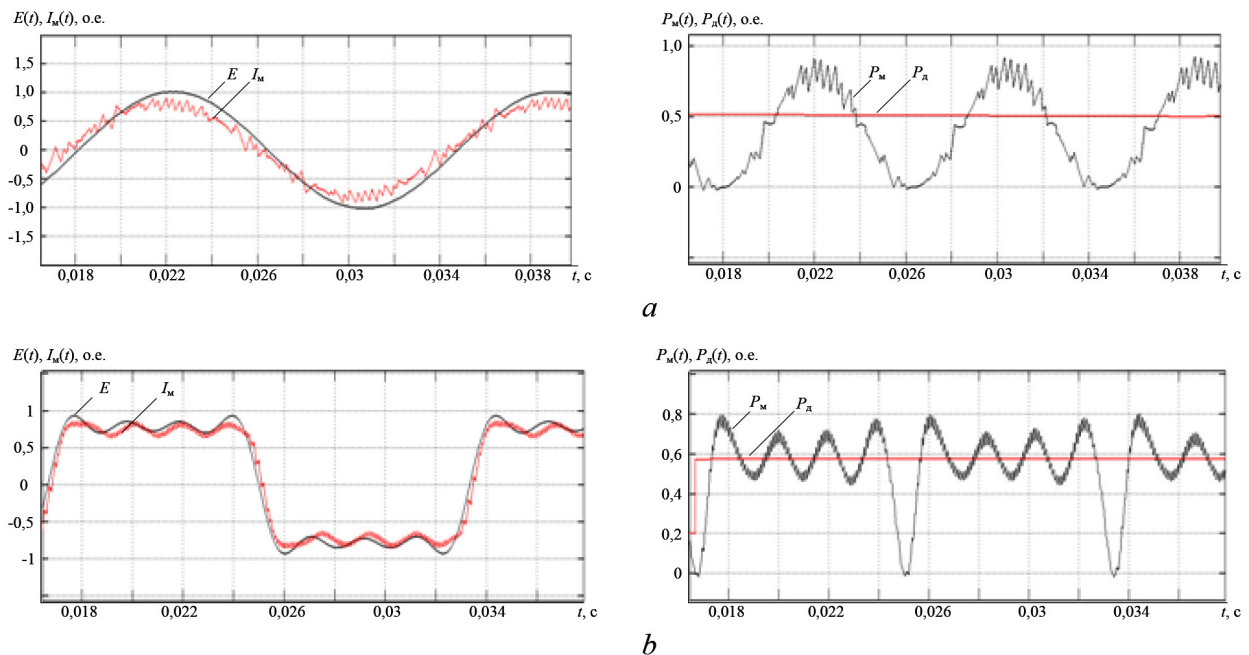 E(t), Iм(t), о.е.
1,5
1,0
0,5
0
-0,5
-1,0
-1,5
E Iм
0,018 0,022 0,026 0,03 0,034 0,038 t, с
Pм(t), Pд(t), о.е.
1,0
0,5
0
Pм Pд
0,018 0,022 0,026 0,03 0,034 0,038 t, с
a
E(t), Iм(t), о.е.
1
0,5
0
-0,5
-1
E Iм
0,018 0,022 0,026 0,03 0,034 t, с
Pм(t), Pд(t), о.е.
0,8
0,6
0,4
0,2
0
Pм Pд
0,018 0,022 0,026 0,03 0,034 t, с
b